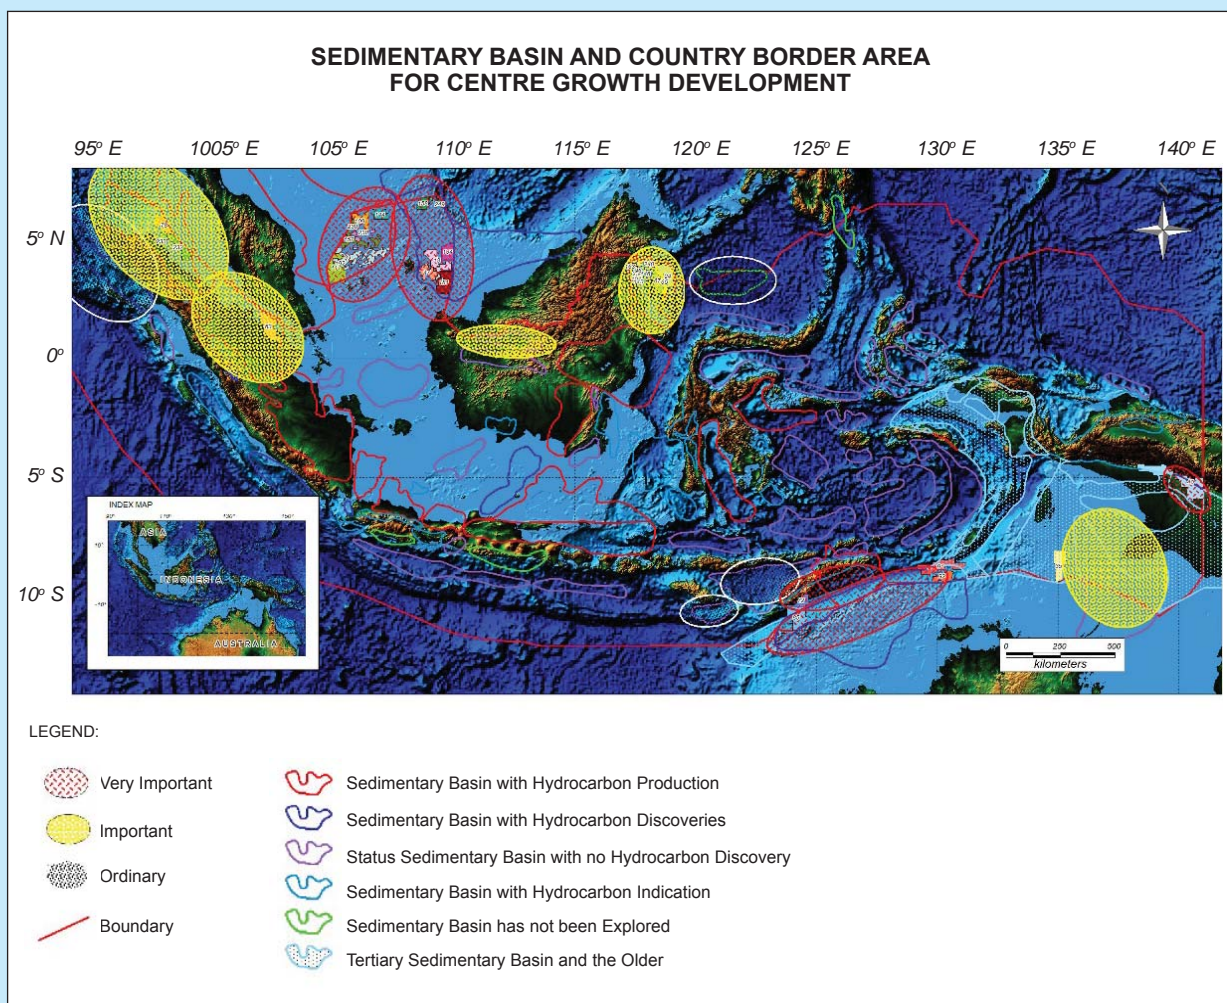 SEDIMENTARY BASIN AND COUNTRY BORDER AREA
FOR CENTRE GROWTH DEVELOPMENT
95° E 1005° E 105° E 110° E 115° E 120° E 125° E 130° E 135° E 140° E
5° N
0°
5° S
10° S
INDEX MAP
ASIA
INDONESIA
AUSTRALIA
0 250 500
kilometers
LEGEND:
Very Important
Important
Ordinary
Boundary
Sedimentary Basin with Hydrocarbon Production
Sedimentary Basin with Hydrocarbon Discoveries
Status Sedimentary Basin with no Hydrocarbon Discovery
Sedimentary Basin with Hydrocarbon Indication
Sedimentary Basin has not been Explored
Tertiary Sedimentary Basin and the Older